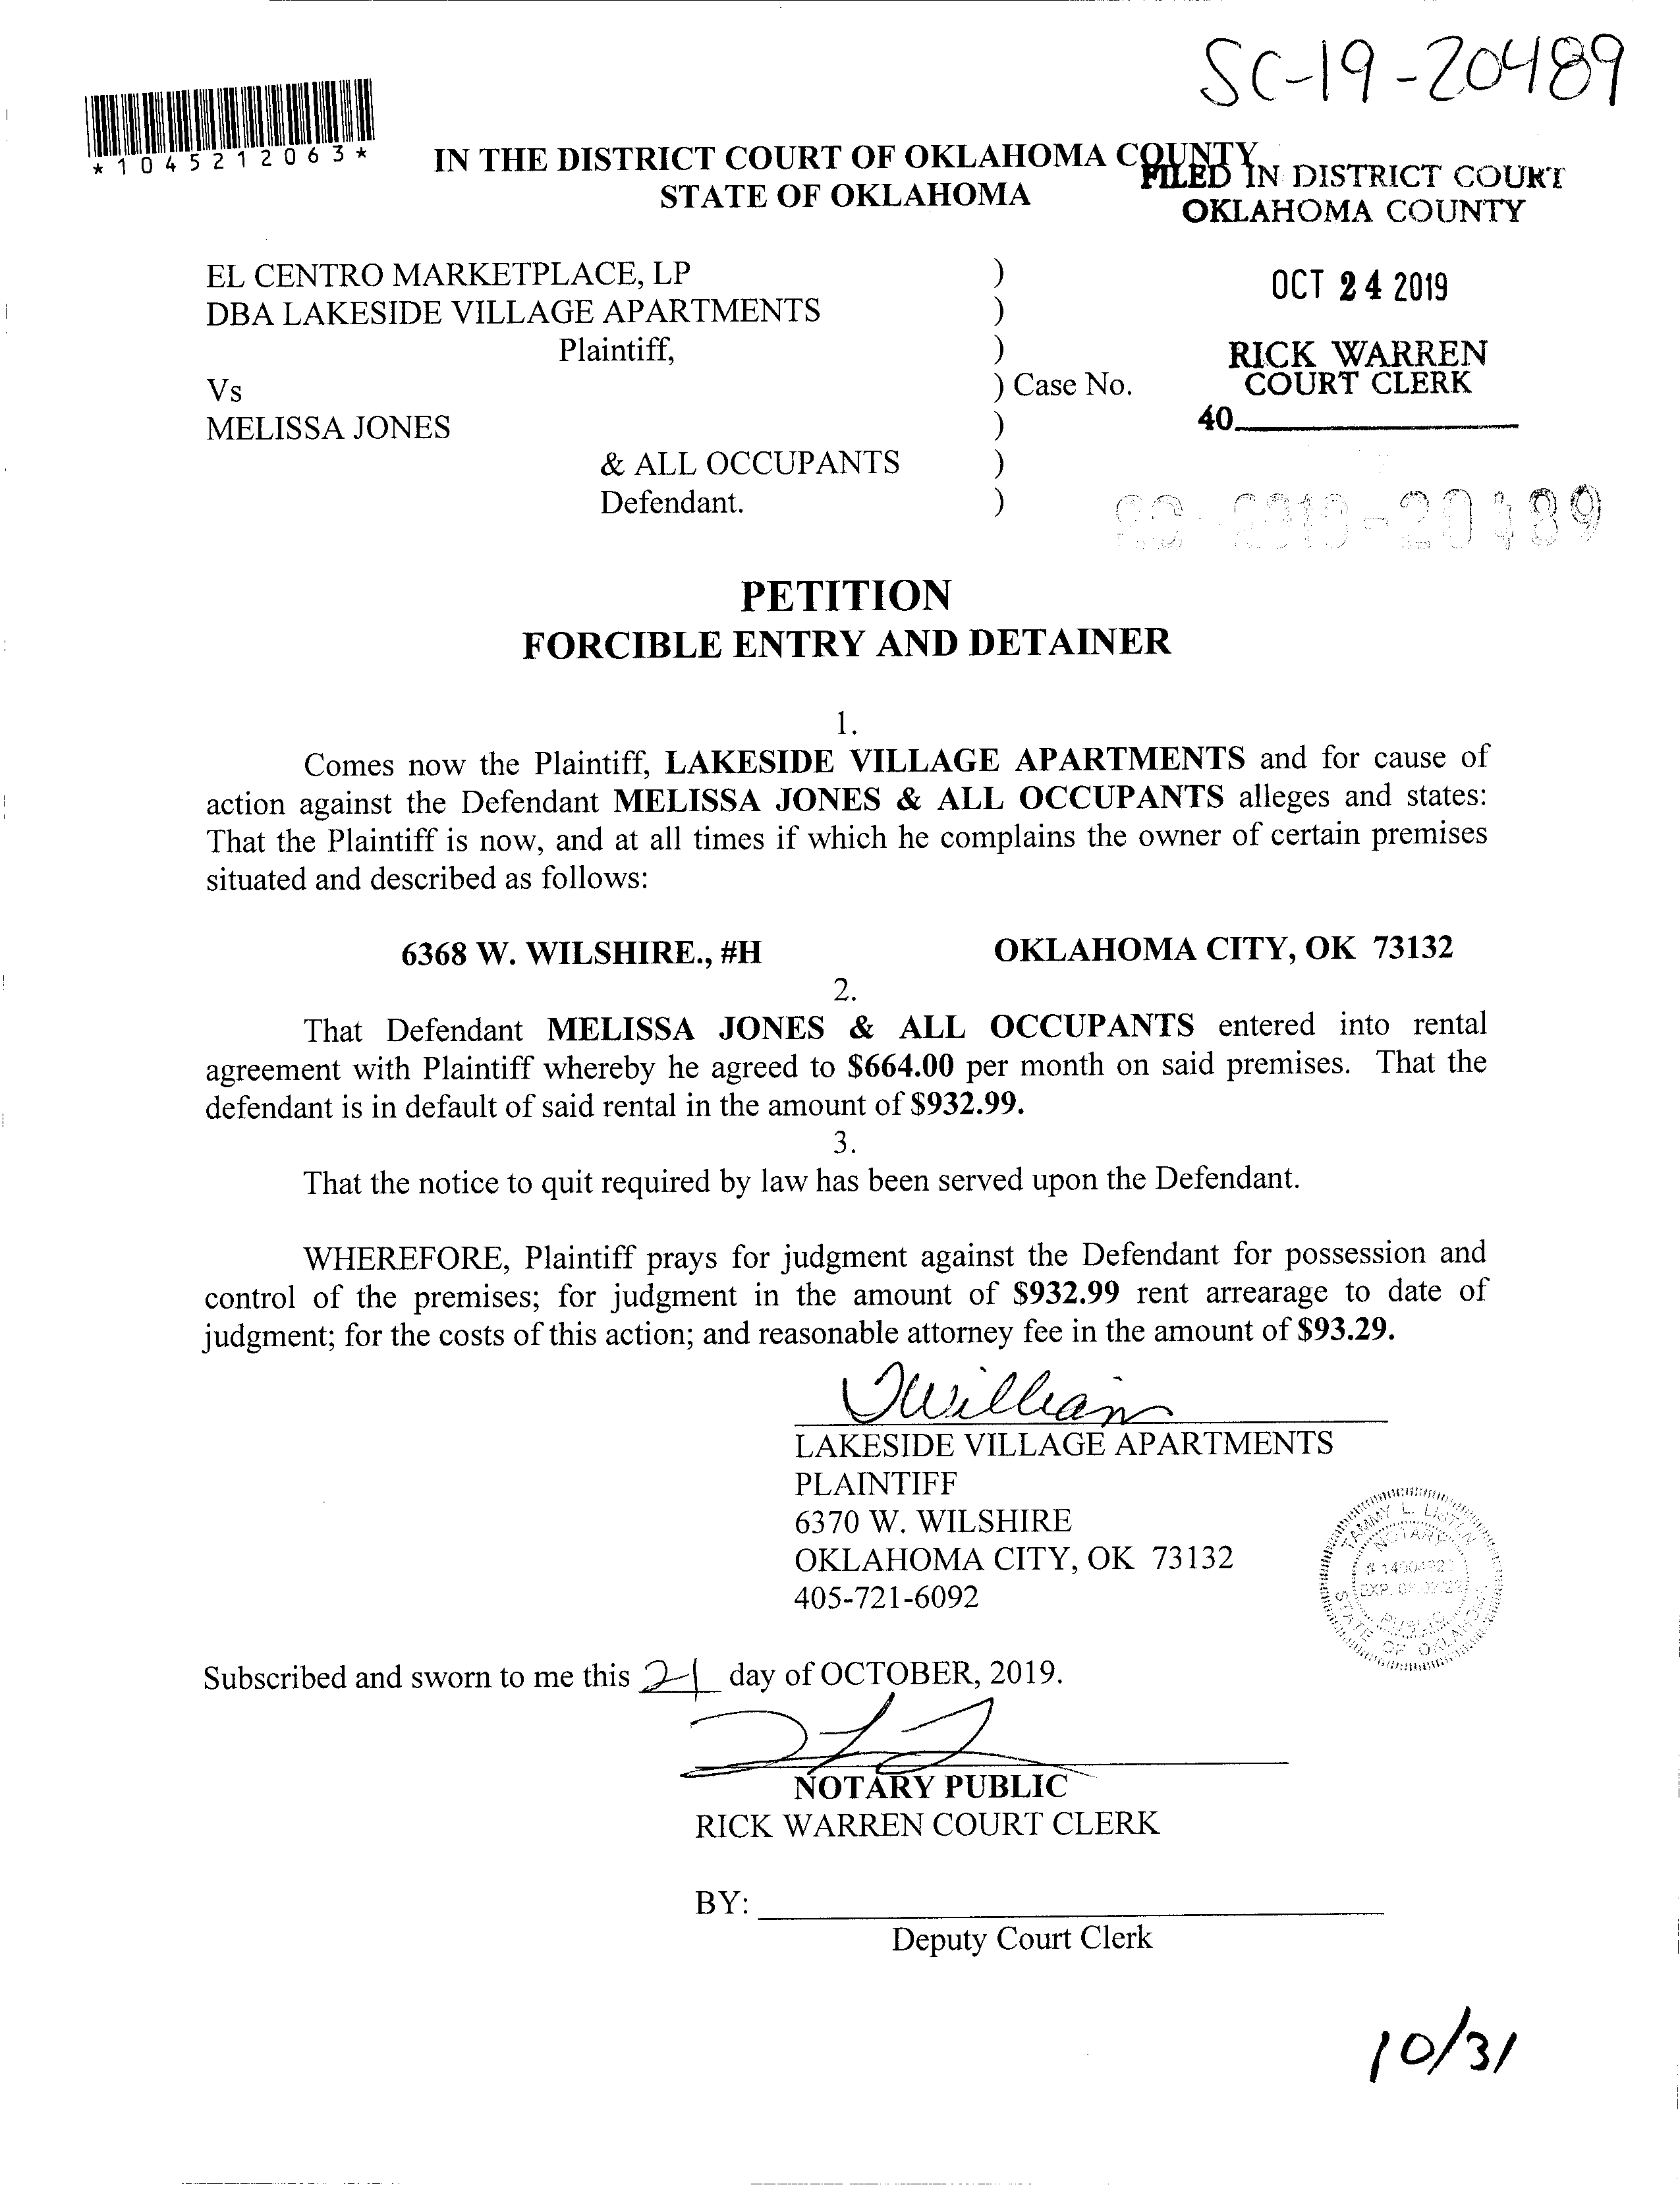 SC-19-20489
*1045212063*
IN THE DISTRICT COURT OF OKLAHOMA COUNTY
STATE OF OKLAHOMA
FILED IN DISTRICT COURT
OKLAHOMA COUNTY
OCT 24 2019
RICK WARREN
COURT CLERK
40
EL CENTRO MARKETPLACE, LP )
DBA LAKESIDE VILLAGE APARTMENTS )
Plaintiff, )
Vs ) Case No.
MELISSA JONES )
& ALL OCCUPANTS )
Defendant. )
PETITION
FORCIBLE ENTRY AND DETAINER
1.
Comes now the Plaintiff, LAKESIDE VILLAGE APARTMENTS and for cause of
action against the Defendant MELISSA JONES & ALL OCCUPANTS alleges and states:
That the Plaintiff is now, and at all times if which he complains the owner of certain premises
situated and described as follows:
6368 W. WILSHIRE., #H OKLAHOMA CITY, OK 73132
2.
That Defendant MELISSA JONES & ALL OCCUPANTS entered into rental
agreement with Plaintiff whereby he agreed to $664.00 per month on said premises. That the
defendant is in default of said rental in the amount of $932.99.
3.
That the notice to quit required by law has been served upon the Defendant.
WHEREFORE, Plaintiff prays for judgment against the Defendant for possession and
control of the premises; for judgment in the amount of $932.99 rent arrearage to date of
judgment; for the costs of this action; and reasonable attorney fee in the amount of $93.29.
LAKESIDE VILLAGE APARTMENTS
PLAINTIFF
6370 W. WILSHIRE
OKLAHOMA CITY, OK 73132
405-721-6092
TAMMY L.
NOTARY
PUBLIC
STATE OF OKLAHOMA
Subscribed and sworn to me this 21 day of OCTOBER, 2019.
NOTARY PUBLIC
RICK WARREN COURT CLERK
BY:
Deputy Court Clerk
10/31